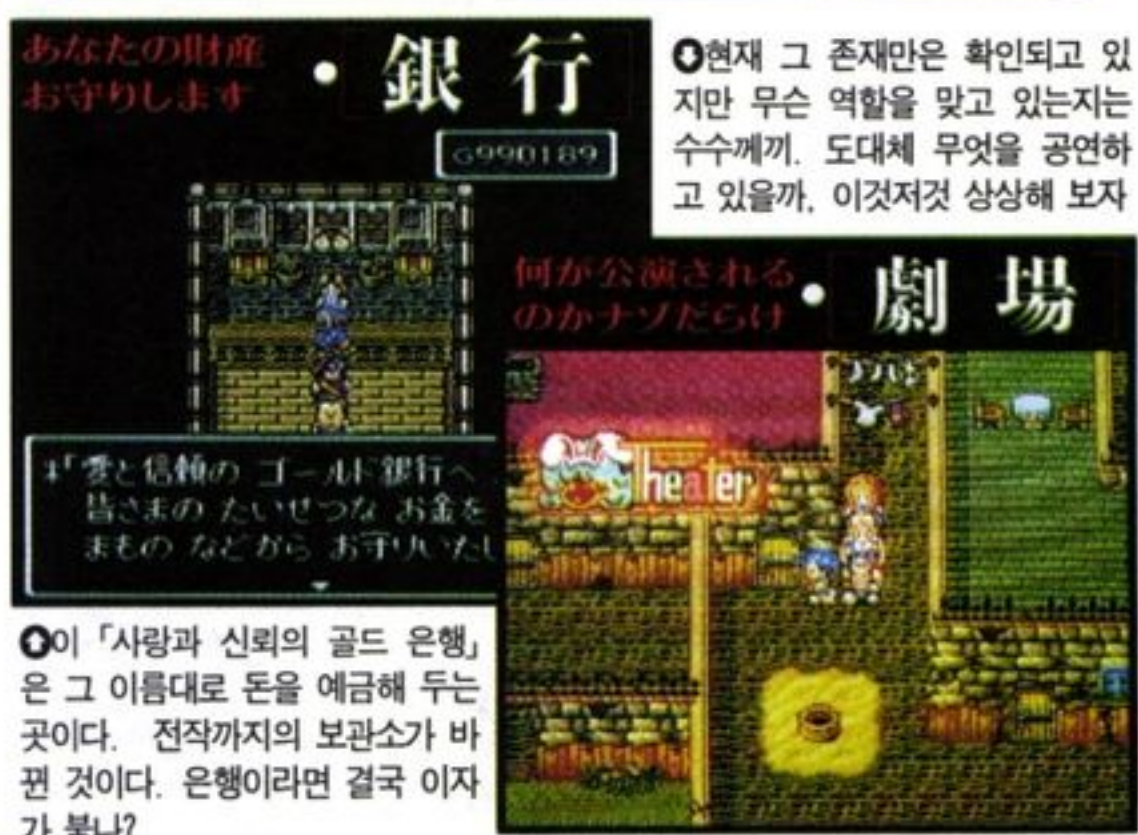 あなたの財産
お守りします
・銀行
G990189
*「愛と信頼の ゴールド銀行へ
皆さまの たいせつな お金を
まもの などから お守りいたし
현재 그 존재만은 확인되고 있
지만 무슨 역할을 맞고 있는지는
수수께끼. 도대체 무엇을 공연하
고 있을까, 이것저것 상상해 보자
何が公演される
のかナゾだらけ
・劇場
Theater
이「사랑과 신뢰의 골드 은행」
은 그 이름대로 돈을 예금해 두는
곳이다. 전작까지의 보관소가 바
뀐 것이다. 은행이라면 결국 이자
가 붙나?